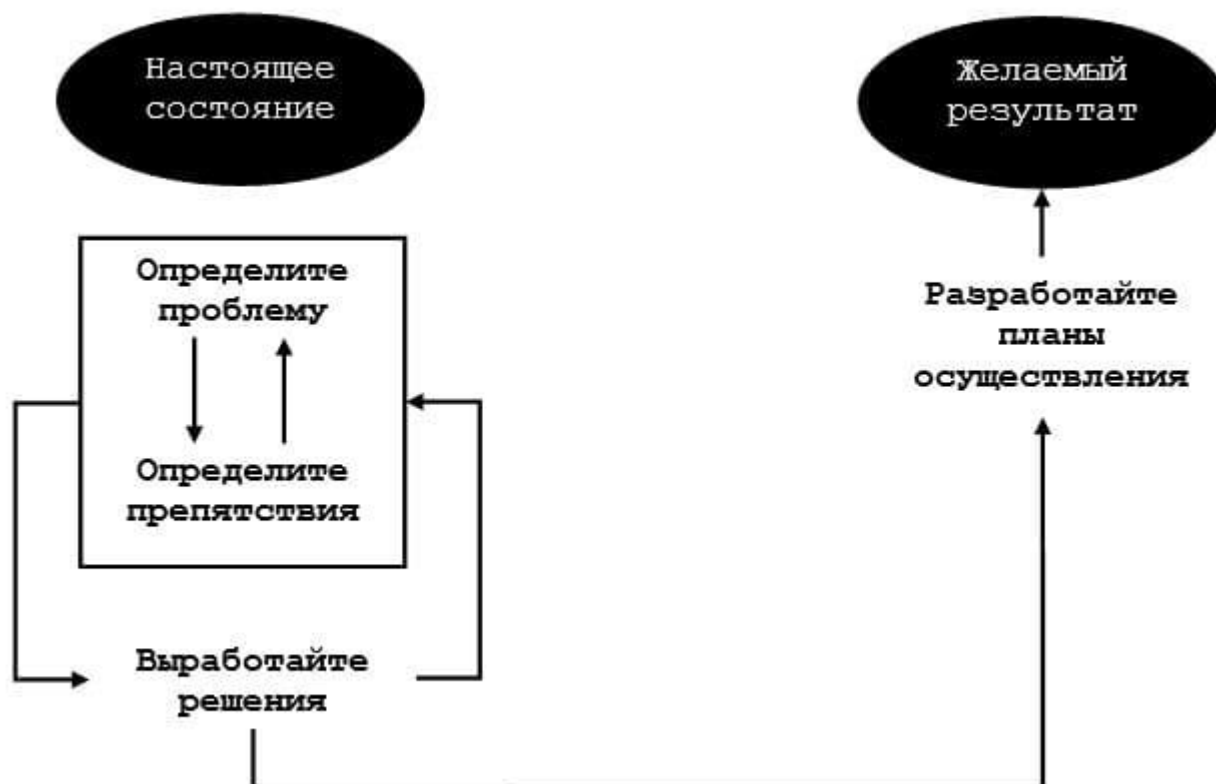 Настоящее
состояние
Желаемый
результат
Определите
проблему
Определите
препятствия
Выработайте
решения
Разработайте
планы
осуществления